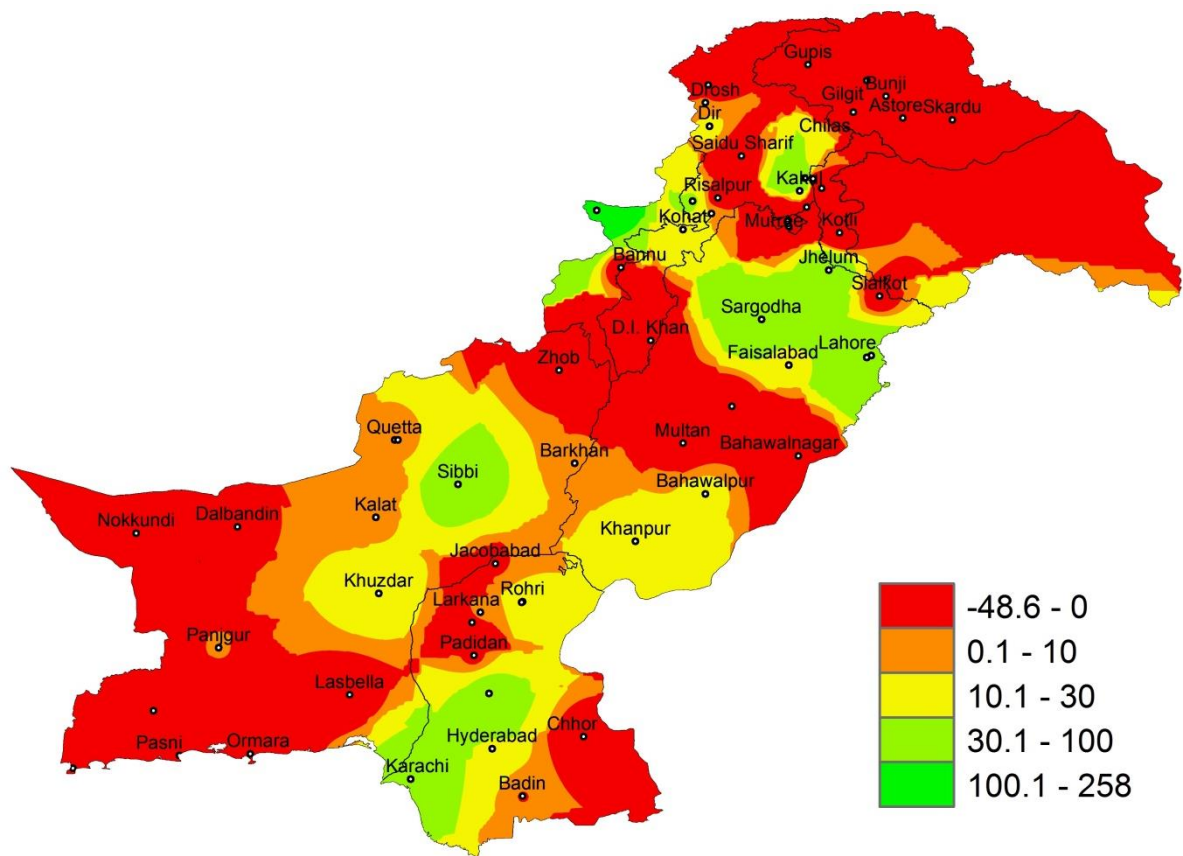 Gupis
Drosh
Bunji
Gilgit
Astore
Skardu
Dir
Chilas
Saidu Sharif
Kakul
Risalpur
Kohat
Murree
Kotli
Bannu
Jhelum
Sialkot
Sargodha
D.I. Khan
Lahore
Zhob
Faisalabad
Quetta
Multan
Bahawalnagar
Barkhan
Sibbi
Bahawalpur
Kalat
Nokkundi
Dalbandin
Khanpur
Jacobabad
Khuzdar
Larkana
Rohri
Panjgur
Padidan
Lasbella
Chhor
Pasni
Ormara
Hyderabad
Karachi
Badin
-48.6 - 0
0.1 - 10
10.1 - 30
30.1 - 100
100.1 - 258